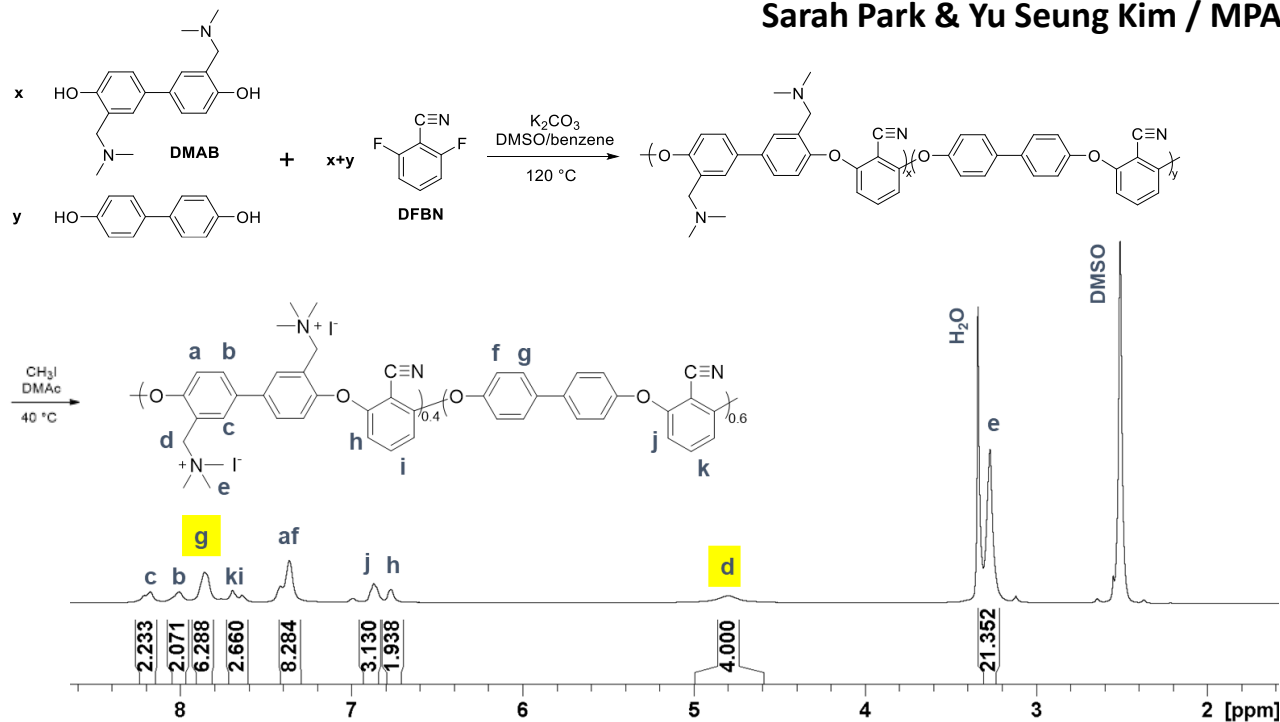 Sarah Park & Yu Seung Kim / MPA
N
x
HO
OH
N
DMAB
+
x+y
C≡N
F
F
DFBN
K₂CO₃
DMSO/benzene
120 °C
N
O
O
C≡N
x
O
O
C≡N
y
N
y
HO
OH
CH₃I
DMAc
40 °C
N⁺ I⁻
a
b
f
g
C≡N
C≡N
O
O
0.4
O
O
0.6
c
h
j
d
i
k
⁺N I⁻
e
H₂O
DMSO
e
g
af
c
b
ki
j
h
d
2.233
2.071
6.288
2.660
8.284
3.130
1.938
4.000
21.352
8
7
6
5
4
3
2
[ppm]